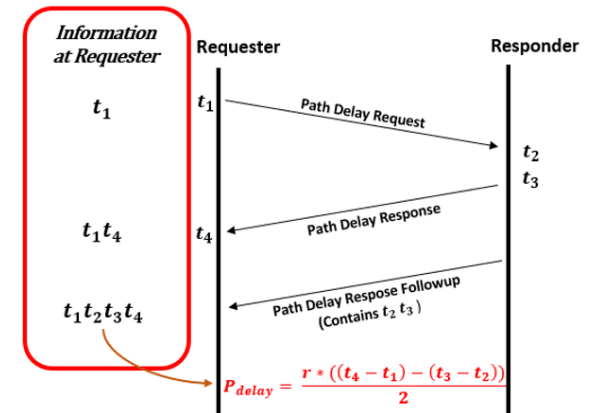 Information
at Requester
Requester
Responder
t₁
t₁
Path Delay Request
t₂
t₃
Path Delay Response
t₁t₄
t₄
Path Delay Respose Followup
(Contains t₂ t₃ )
t₁t₂t₃t₄
P_delay = r * ((t₄ − t₁) − (t₃ − t₂)) / 2